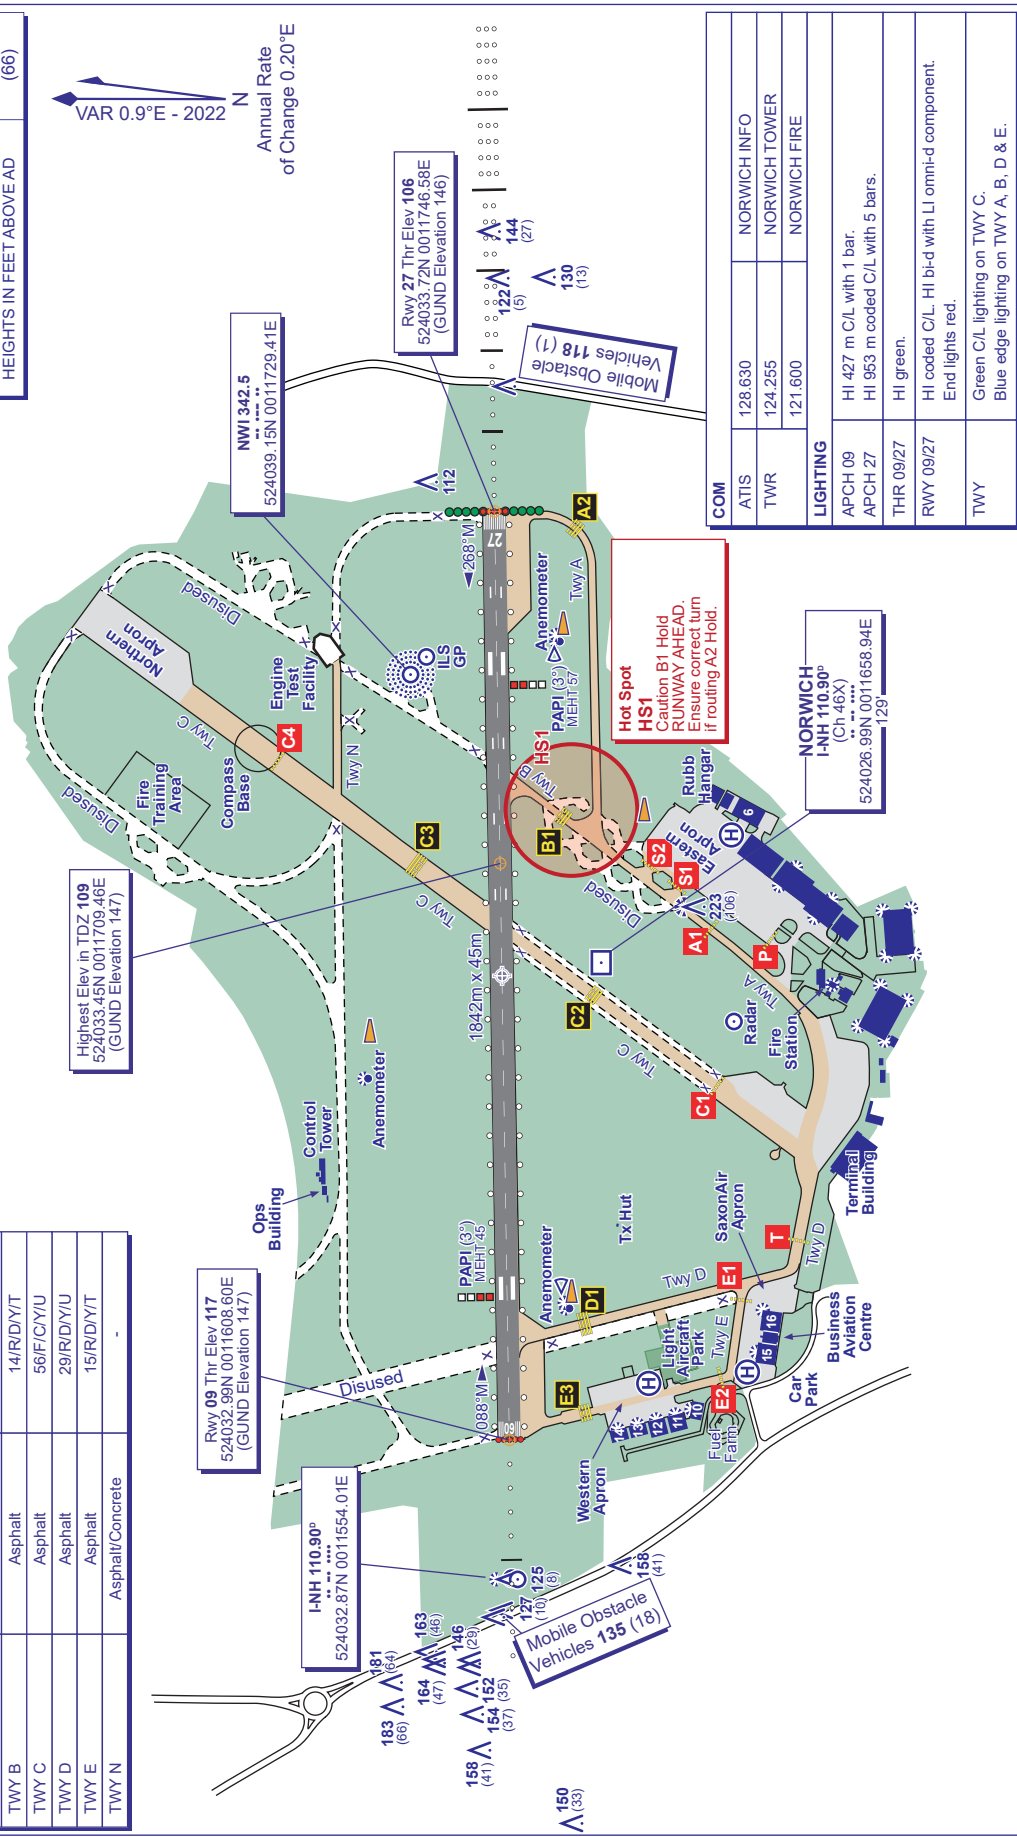 HEIGHTS IN FEET ABOVE AD
(66)
VAR 0.9°E - 2022
N
Annual Rate
of Change 0.20°E
TWY B
Asphalt
14/R/D/Y/T
TWY C
Asphalt
56/F/C/Y/U
TWY D
Asphalt
29/R/D/Y/U
TWY E
Asphalt
15/R/D/Y/T
TWY N
Asphalt/Concrete
-
COM
ATIS
128.630
NORWICH INFO
TWR
124.255
NORWICH TOWER
121.600
NORWICH FIRE
LIGHTING
APCH 09
HI 427 m C/L with 1 bar.
APCH 27
HI 953 m coded C/L with 5 bars.
THR 09/27
HI green.
RWY 09/27
HI coded C/L. HI bi-d with LI omni-d component.
End lights red.
TWY
Green C/L lighting on TWY C.
Blue edge lighting on TWY A, B, D & E.
Rwy 27 Thr Elev 106
524033.72N 0011746.58E
(GUND Elevation 146)
NWI 342.5
524039.15N 0011729.41E
Highest Elev in TDZ 109
524033.45N 0011709.46E
(GUND Elevation 147)
Rwy 09 Thr Elev 117
524032.99N 0011608.60E
(GUND Elevation 147)
I-NH 110.90D
524032.87N 0011554.01E
NORWICH
I-NH 110.90D
(Ch 46X)
524026.99N 0011658.94E
129'
Hot Spot
HS1
Caution B1 Hold
RUNWAY AHEAD.
Ensure correct turn
if routing A2 Hold.
HS1
Mobile Obstacle
Vehicles 118 (1)
Mobile Obstacle
Vehicles 135 (18)
144
(27)
130
(13)
122
(5)
112
223
(106)
158
(41)
125
(8)
127
(10)
163
(46)
146
(29)
181
(64)
164
(47)
152
(35)
183
(66)
154
(37)
158
(41)
150
(33)
Northern
Apron
Disused
Disused
Disused
Disused
Engine
Test
Facility
ILS
GP
Fire
Training
Area
Compass
Base
Twy C
Twy N
Twy C
Twy C
Twy B
Twy A
Twy A
Twy D
Twy D
Twy E
C4
C3
C2
C1
B1
A2
S2
S1
A1
P
T
E1
E2
E3
D1
268°M
088°M
27
09
1842m x 45m
PAPI (3°)
MEHT 57
PAPI (3°)
MEHT 45
Anemometer
Anemometer
Anemometer
Control
Tower
Ops
Building
Tx Hut
Radar
Fire
Station
Rubb
Hangar
Eastern
Apron
6
H
Terminal
Building
SaxonAir
Apron
Business
Aviation
Centre
Car
Park
15
16
H
Light
Aircraft
Park
H
Western
Apron
14
13
12
11
10
Fuel
Farm